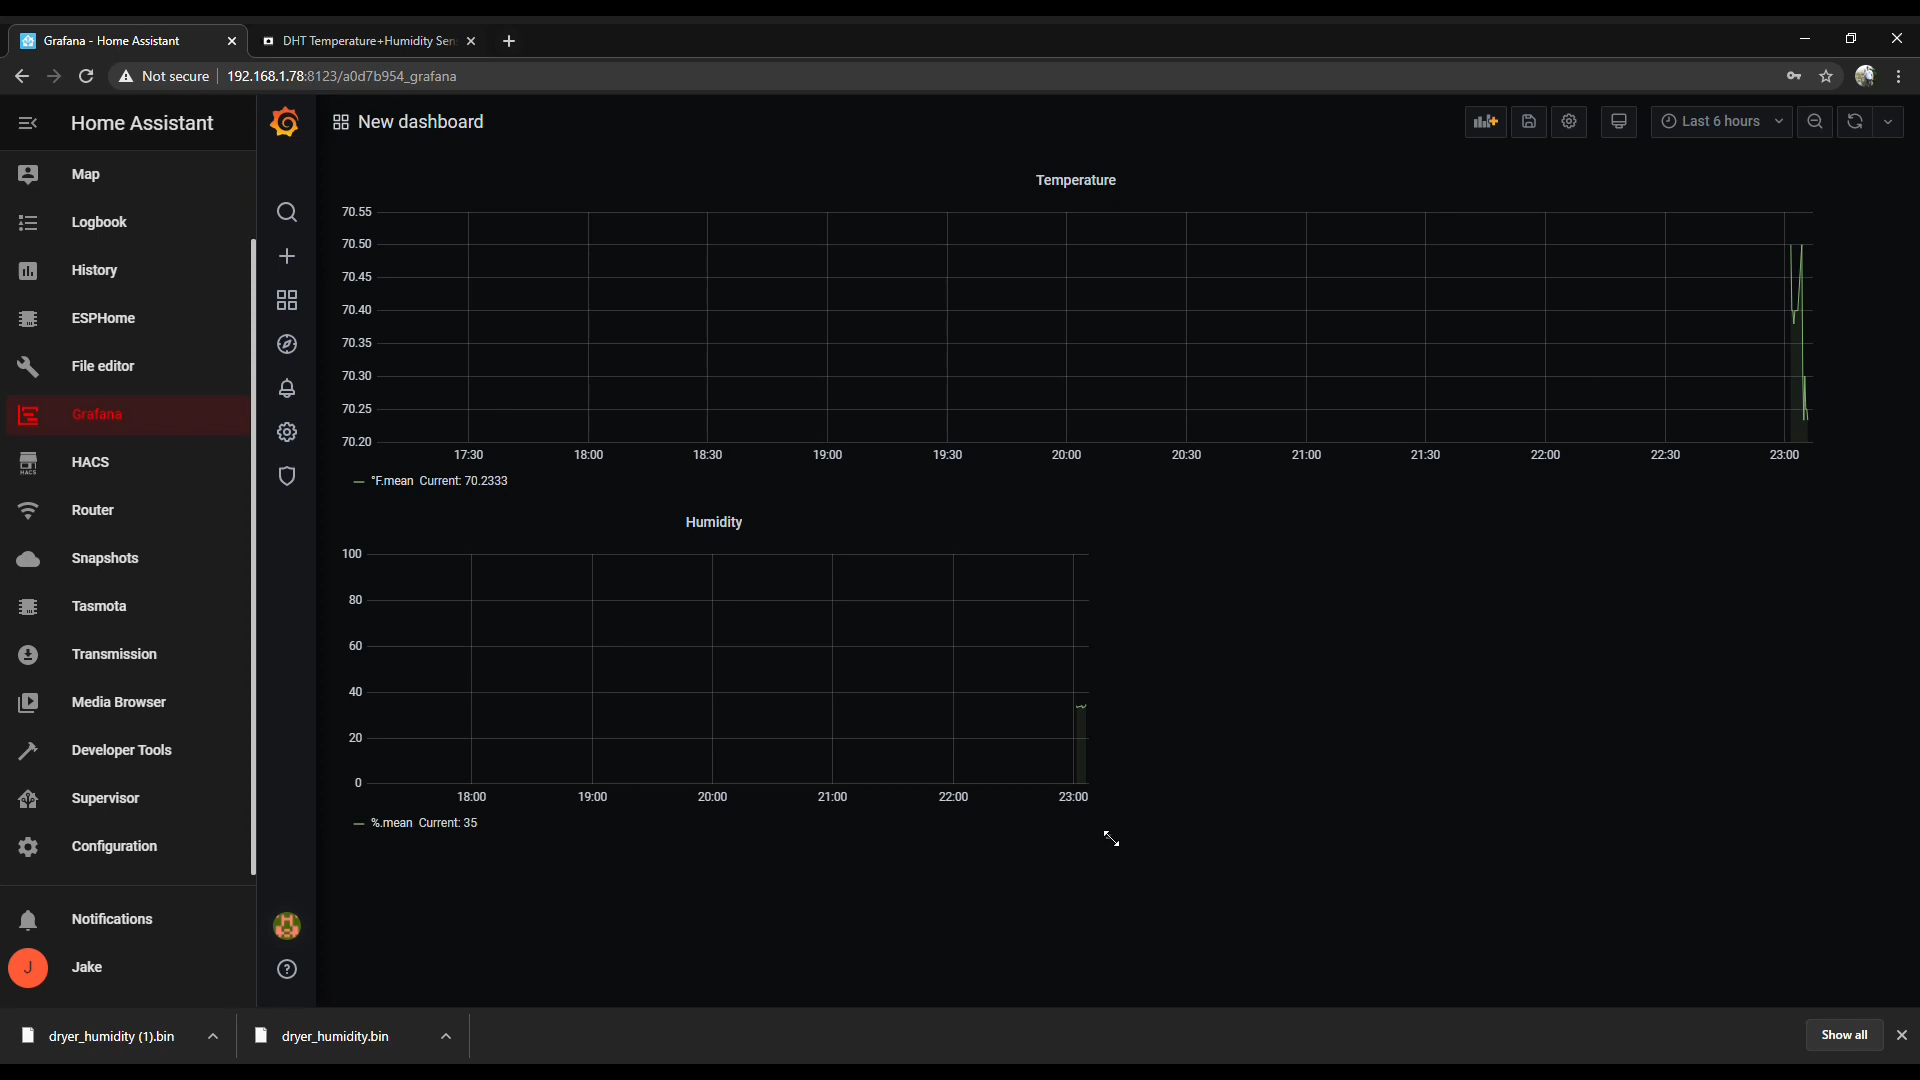 Grafana - Home Assistant
DHT Temperature+Humidity Sen
Not secure
192.168.1.78:8123/a0d7b954_grafana
Home Assistant
Map
Logbook
History
ESPHome
File editor
Grafana
HACS
HACS
Router
Snapshots
Tasmota
Transmission
Media Browser
Developer Tools
Supervisor
Configuration
Notifications
J
Jake
New dashboard
Last 6 hours
Temperature
70.55
70.50
70.45
70.40
70.35
70.30
70.25
70.20
17:30 18:00 18:30 19:00 19:30 20:00 20:30 21:00 21:30 22:00 22:30 23:00
°F.mean Current: 70.2333
Humidity
100
80
60
40
20
0
18:00 19:00 20:00 21:00 22:00 23:00
%.mean Current: 35
dryer_humidity (1).bin
dryer_humidity.bin
Show all